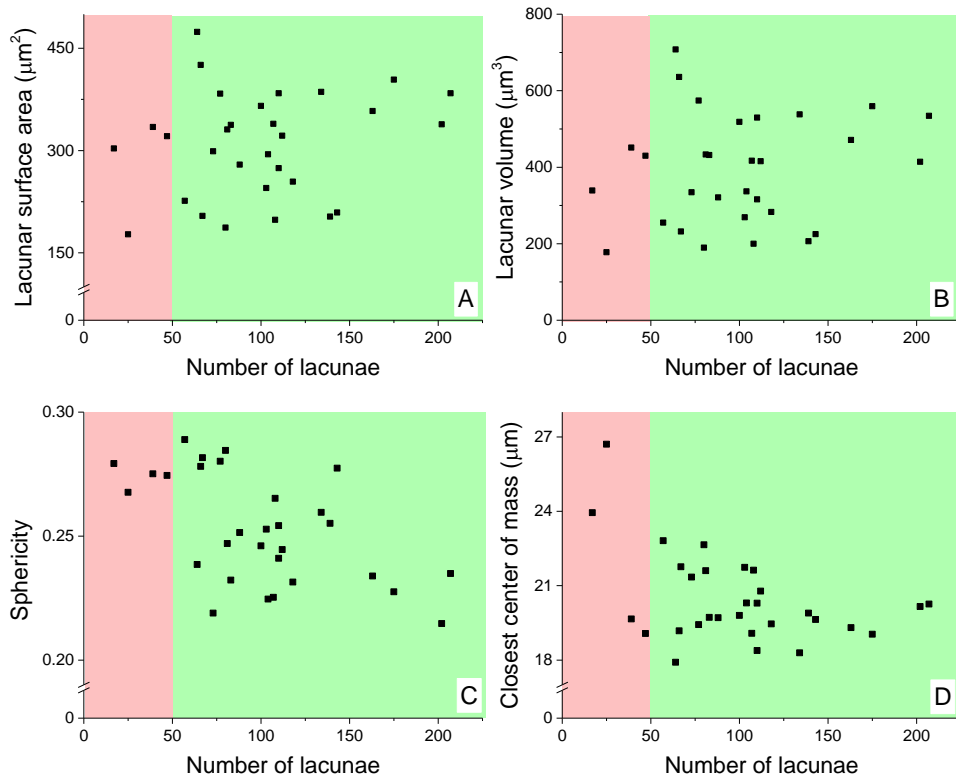 Lacunar surface area (μm²)
450
300
150
0
0 50 100 150 200
Number of lacunae
A
Lacunar volume (μm³)
800
600
400
200
0
0 50 100 150 200
Number of lacunae
B
Sphericity
0.30
0.25
0.20
0
0 50 100 150 200
Number of lacunae
C
Closest center of mass (μm)
27
24
21
18
0
0 50 100 150 200
Number of lacunae
D